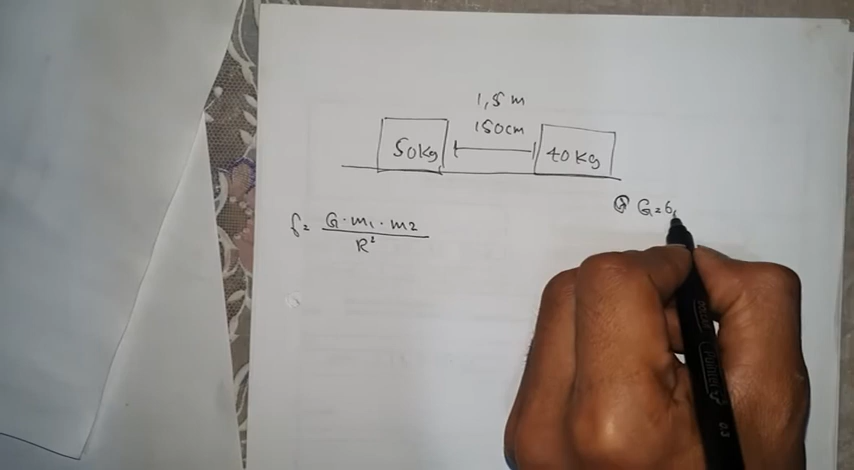 1,5 m
150cm
50kg
40kg
G=6,
F= G . m1 . m2
R²